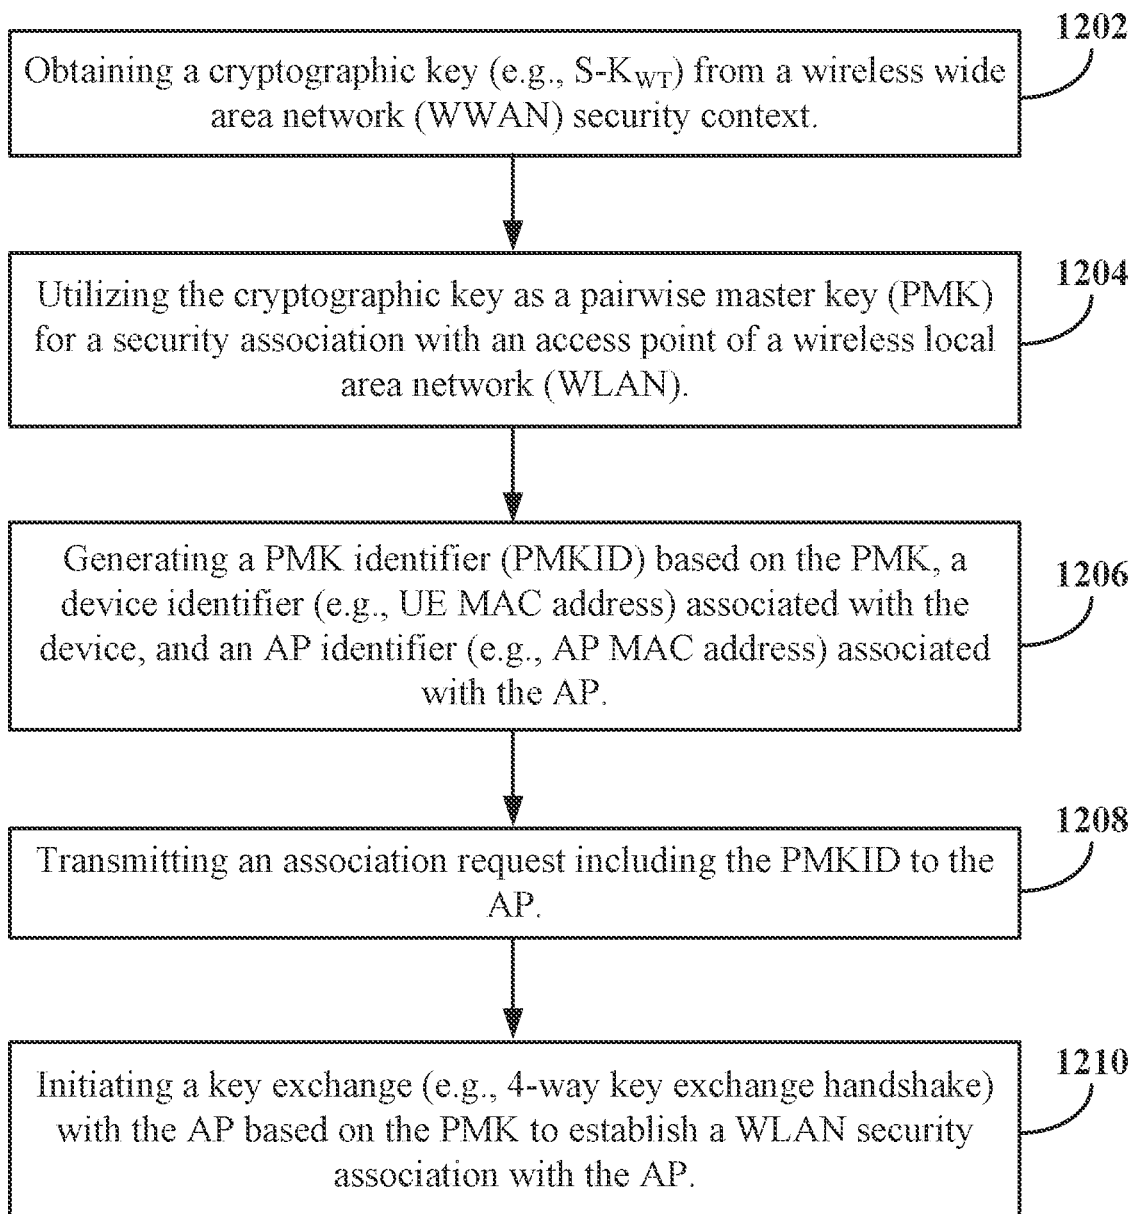 1202
Obtaining a cryptographic key (e.g., S-K_WT) from a wireless wide
area network (WWAN) security context.
1204
Utilizing the cryptographic key as a pairwise master key (PMK)
for a security association with an access point of a wireless local
area network (WLAN).
1206
Generating a PMK identifier (PMKID) based on the PMK, a
device identifier (e.g., UE MAC address) associated with the
device, and an AP identifier (e.g., AP MAC address) associated
with the AP.
1208
Transmitting an association request including the PMKID to the
AP.
1210
Initiating a key exchange (e.g., 4-way key exchange handshake)
with the AP based on the PMK to establish a WLAN security
association with the AP.